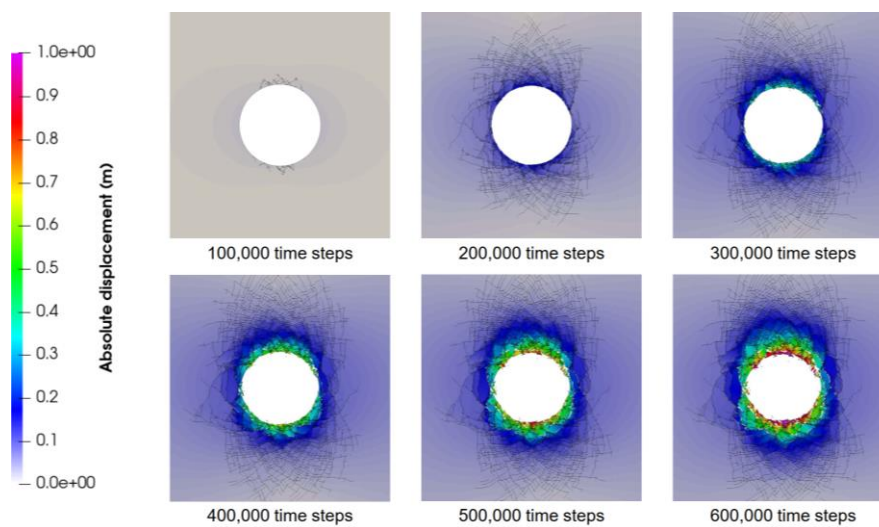 1.0e+00
0.9
0.8
0.7
0.6
0.5
0.4
0.3
0.2
0.1
0.0e+00
Absolute displacement (m)
100,000 time steps
200,000 time steps
300,000 time steps
400,000 time steps
500,000 time steps
600,000 time steps